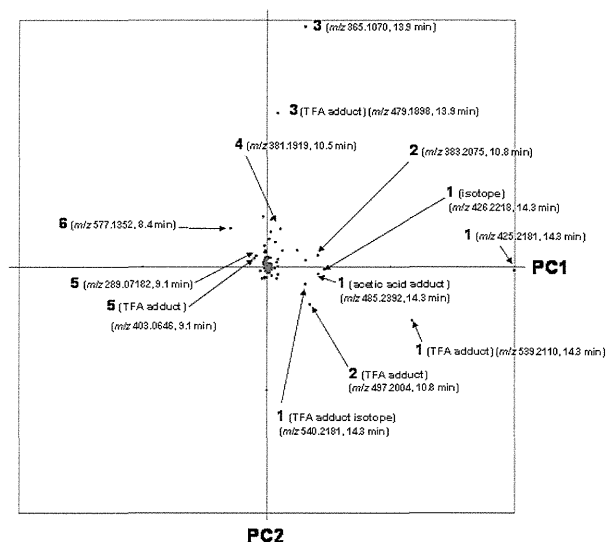 3 (m/z 365.1070, 13.9 min)
3 (TFA adduct) (m/z 479.1898, 13.9 min)
4 (m/z 381.1919, 10.5 min)
2 (m/z 383.2075, 10.8 min)
1 (isotope)
(m/z 426.2218, 14.3 min)
6 (m/z 577.1352, 8.4 min)
1 (m/z 425.2181, 14.3 min)
PC1
5 (m/z 289.07182, 9.1 min)
5 (TFA adduct)
(m/z 403.0646, 9.1 min)
1 (acetic acid adduct)
(m/z 485.2392, 14.3 min)
1 (TFA adduct) (m/z 539.2110, 14.3 min)
2 (TFA adduct)
(m/z 497.2004, 10.8 min)
1 (TFA adduct isotope)
(m/z 540.2181, 14.3 min)
PC2